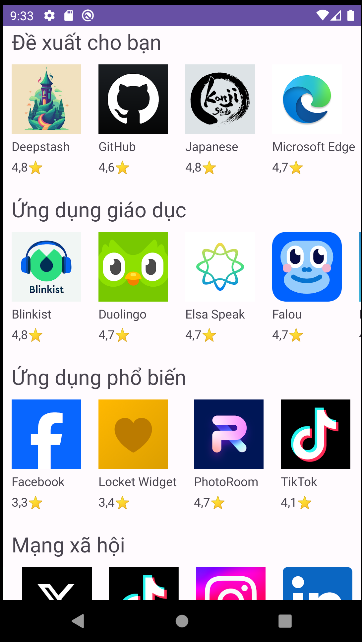 9:33
Đề xuất cho bạn
Kanji
Study
Deepstash GitHub Japanese Microsoft Edge
4,8⭐ 4,6⭐ 4,8⭐ 4,7⭐
Ứng dụng giáo dục
Blinkist
Blinkist Duolingo Elsa Speak Falou
4,8⭐ 4,7⭐ 4,7⭐ 4,7⭐
Ứng dụng phổ biến
Facebook Locket Widget PhotoRoom TikTok
3,3⭐ 3,4⭐ 4,7⭐ 4,1⭐
Mạng xã hội
in